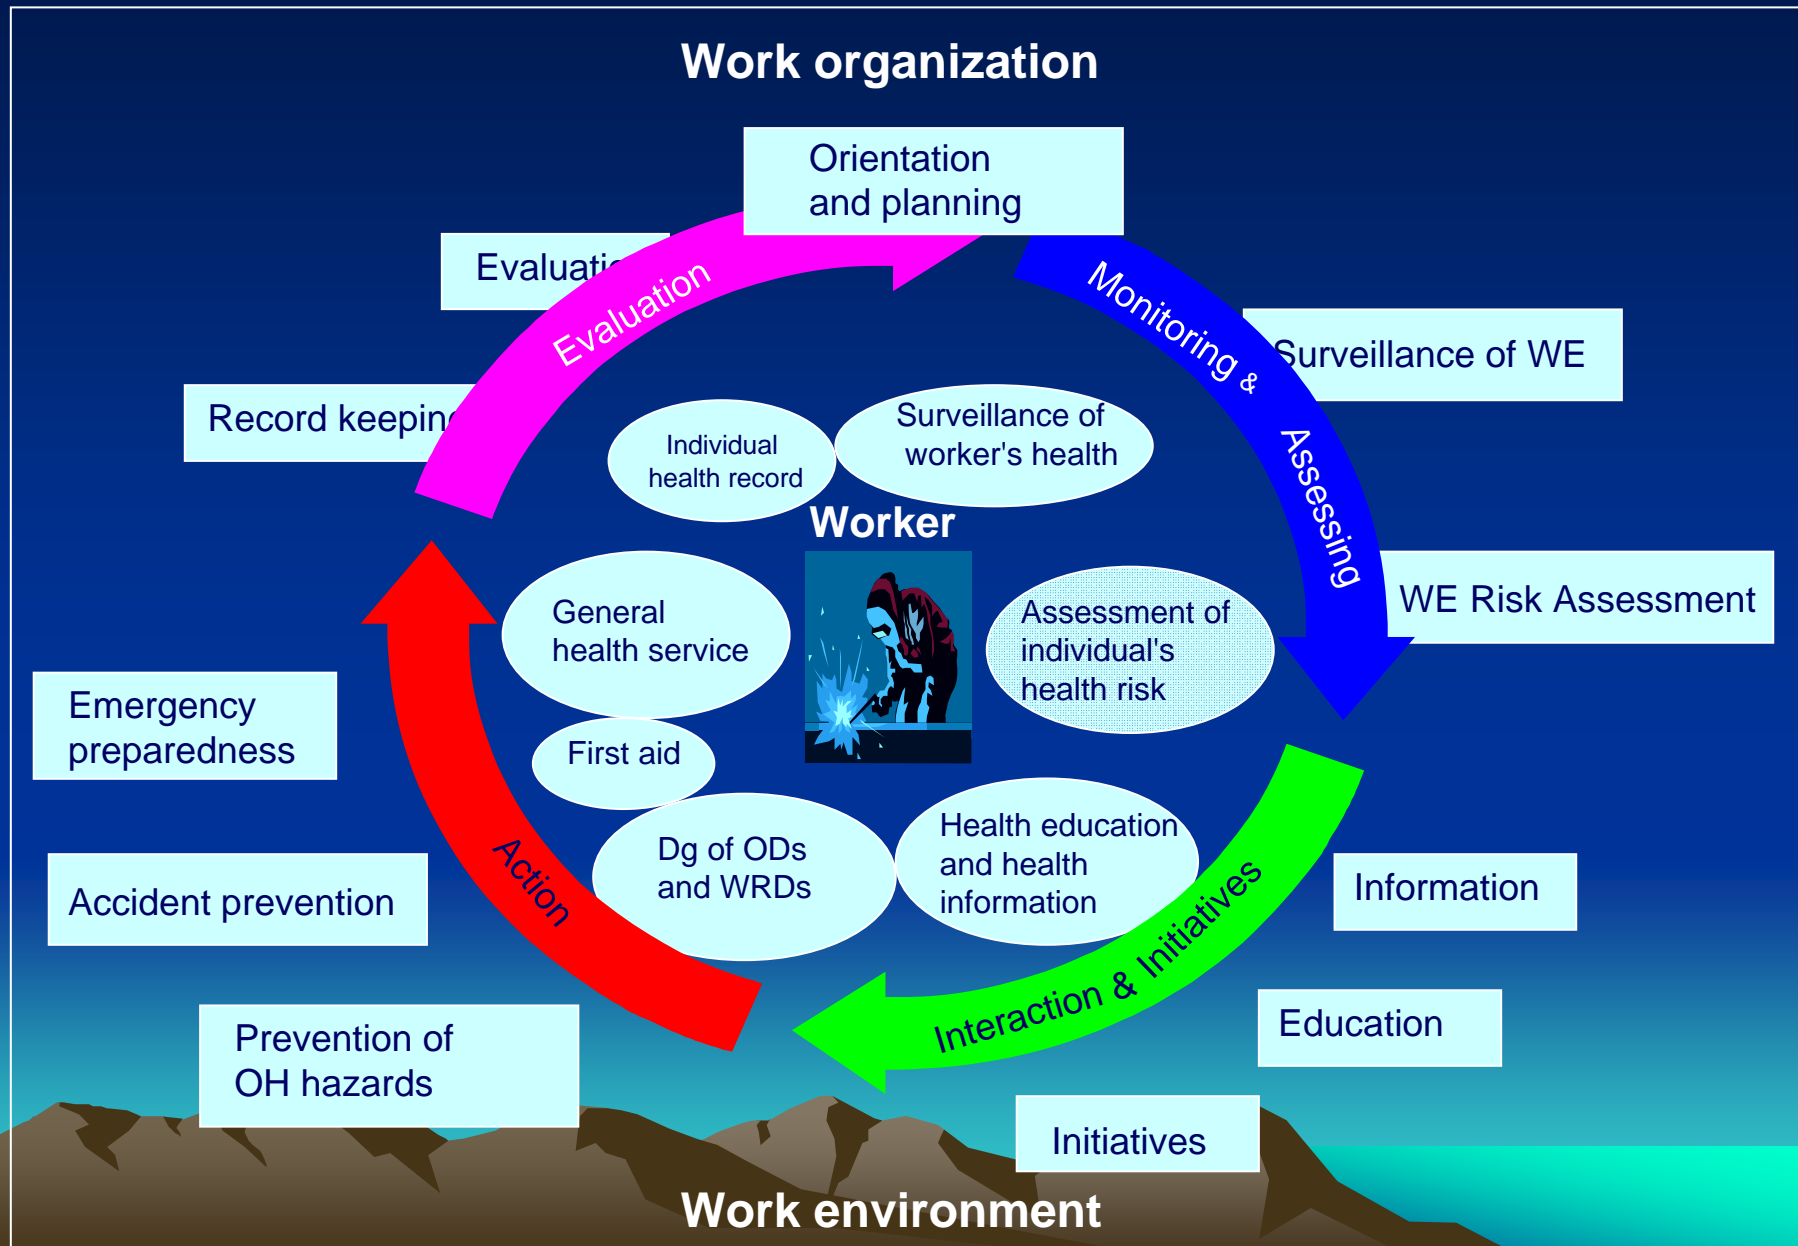 Work organization
Orientation
and planning
Evaluatio
Evaluation
Monitoring & Assessing
Surveillance of WE
Record keeping
Individual
health record
Surveillance of
worker's health
Worker
WE Risk Assessment
General
health service
Assessment of
individual's
health risk
Emergency
preparedness
First aid
Action
Dg of ODs
and WRDs
Health education
and health
information
Interaction & Initiatives
Accident prevention
Information
Prevention of
OH hazards
Education
Initiatives
Work environment